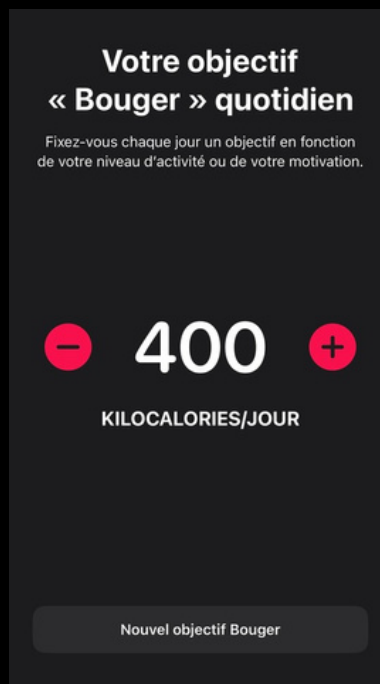 Votre objectif
« Bouger » quotidien
Fixez-vous chaque jour un objectif en fonction
de votre niveau d'activité ou de votre motivation.
− 400 +
KILOCALORIES/JOUR
Nouvel objectif Bouger